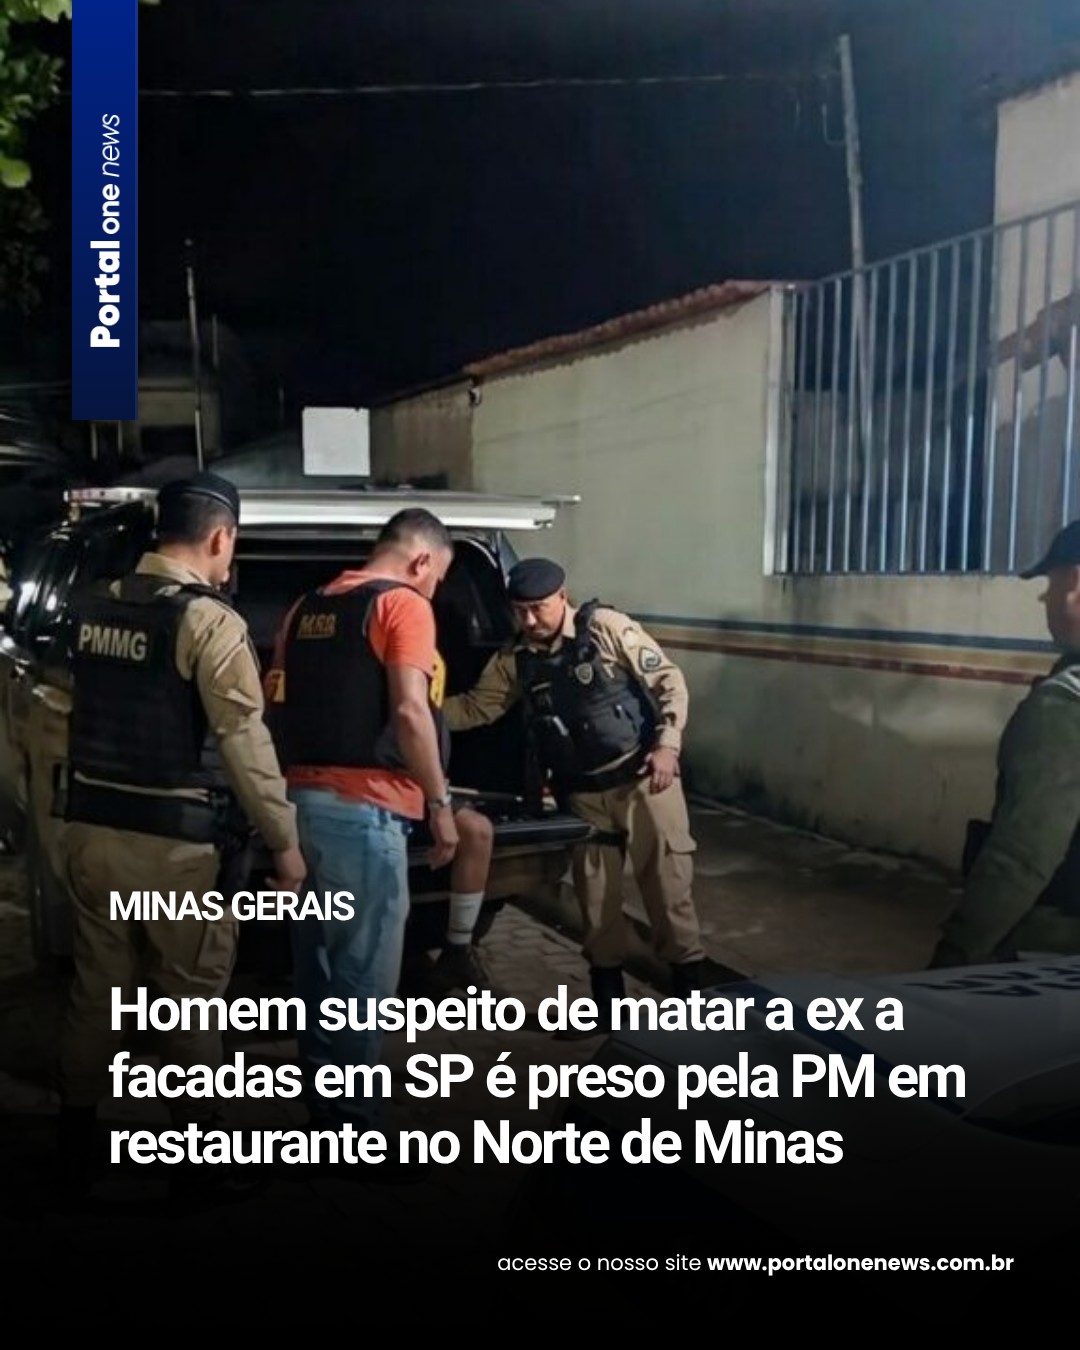 Portal one news
PMMG
MINAS GERAIS
Homem suspeito de matar a ex a
facadas em SP é preso pela PM em
restaurante no Norte de Minas
acesse o nosso site www.portalonenews.com.br